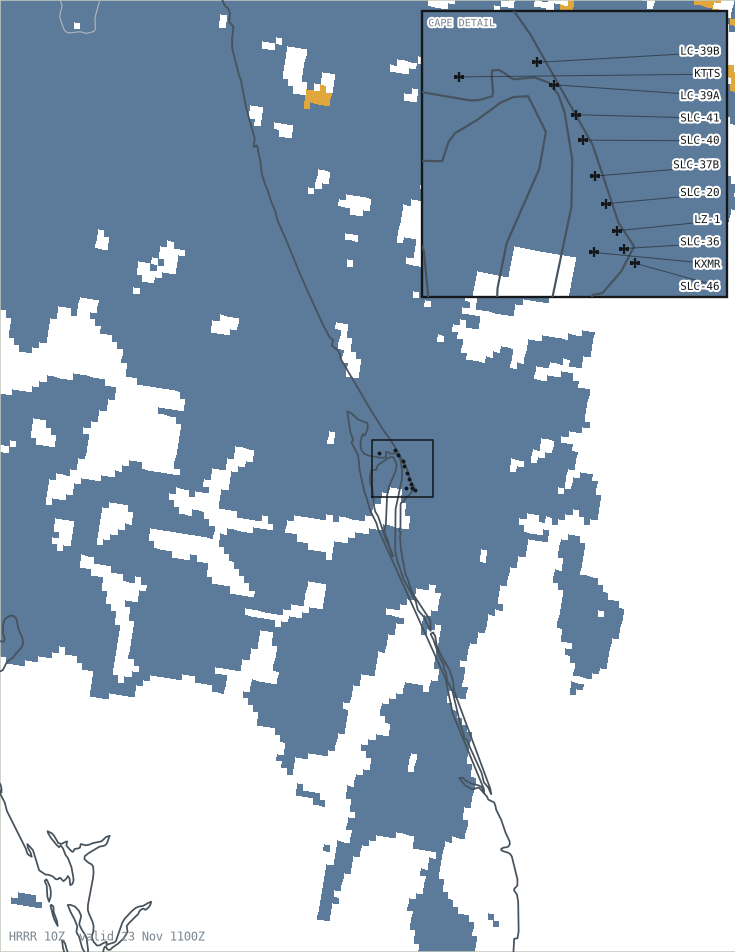 CAPE DETAIL
LC-39B
KTTS
LC-39A
SLC-41
SLC-40
SLC-37B
SLC-20
LZ-1
SLC-36
KXMR
SLC-46
HRRR 10Z  valid 23 Nov 1100Z